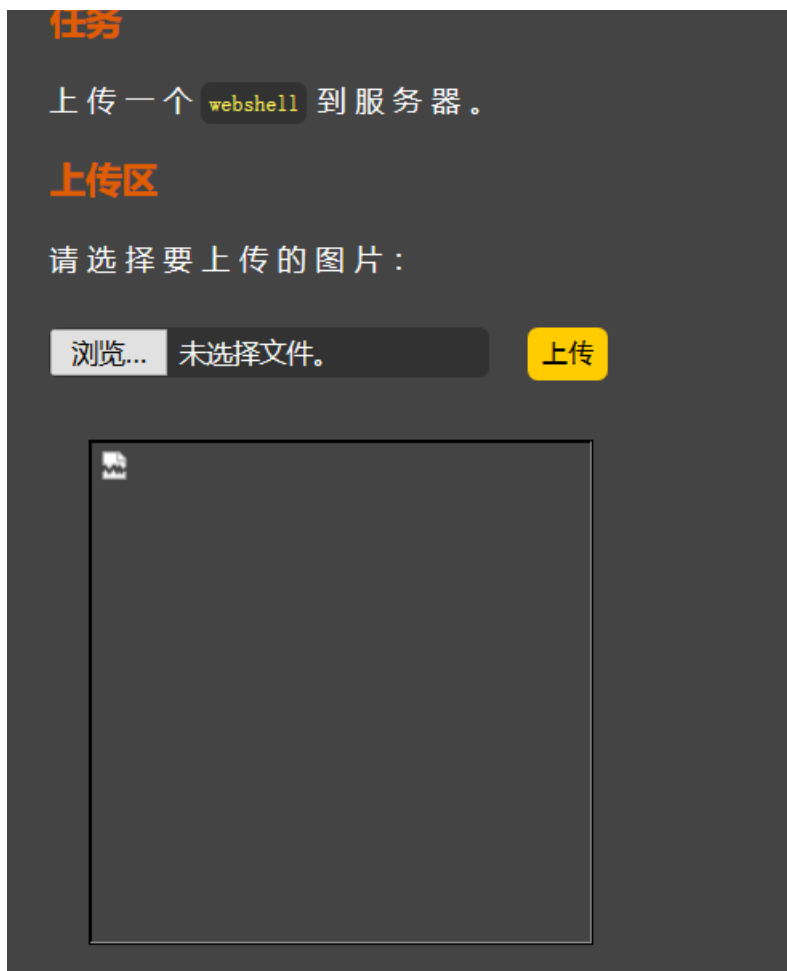 任务
上传一个 webshell 到服务器。
上传区
请选择要上传的图片：
浏览... 未选择文件。 上传